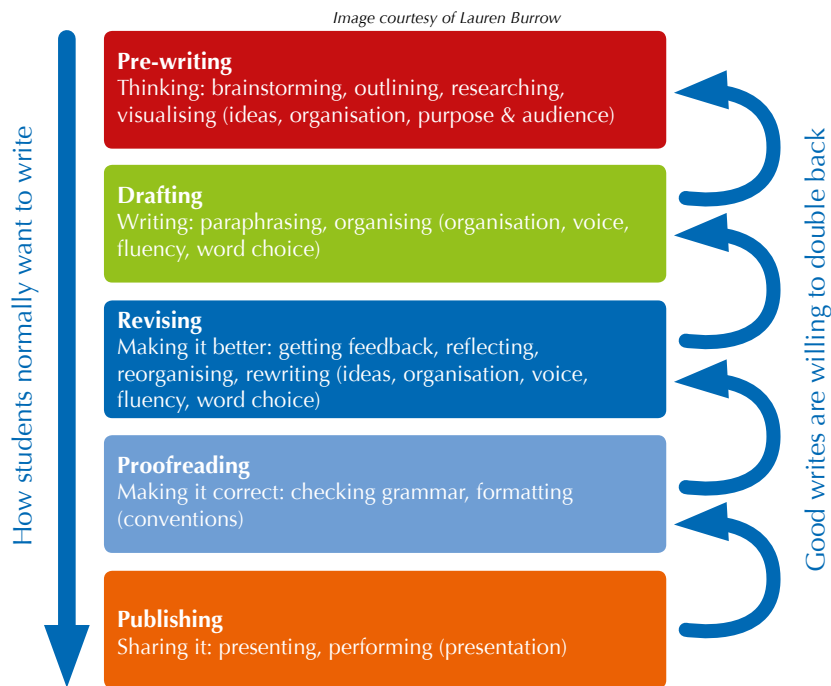 Image courtesy of Lauren Burrow
How students normally want to write
Pre-writing
Thinking: brainstorming, outlining, researching,
visualising (ideas, organisation, purpose & audience)
Drafting
Writing: paraphrasing, organising (organisation, voice,
fluency, word choice)
Revising
Making it better: getting feedback, reflecting,
reorganising, rewriting (ideas, organisation, voice,
fluency, word choice)
Proofreading
Making it correct: checking grammar, formatting
(conventions)
Publishing
Sharing it: presenting, performing (presentation)
Good writes are willing to double back